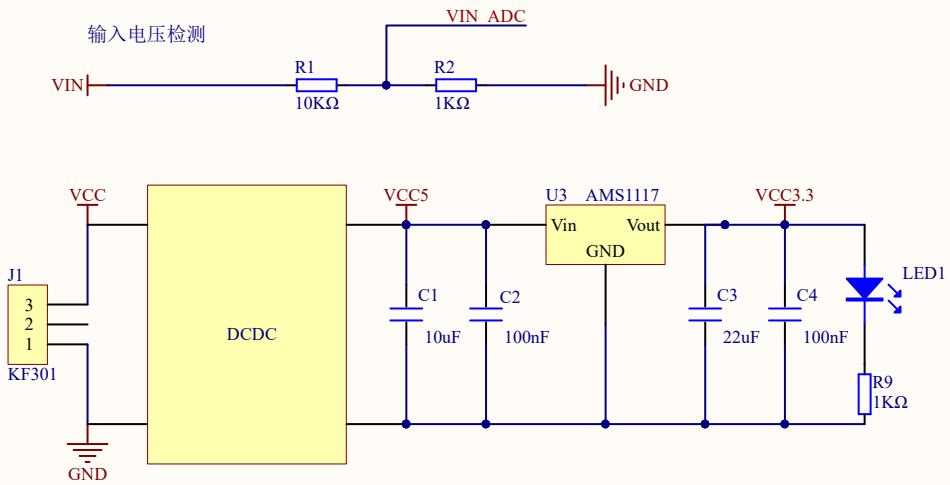 VIN ADC
输入电压检测
R1
R2
VIN
GND
10KΩ
1KΩ
VCC
VCC5
U3 AMS1117
VCC3.3
Vin Vout
GND
J1
LED1
3
2
1
C1
C2
C3
C4
DCDC
10uF
100nF
22uF
100nF
KF301
R9
1KΩ
GND